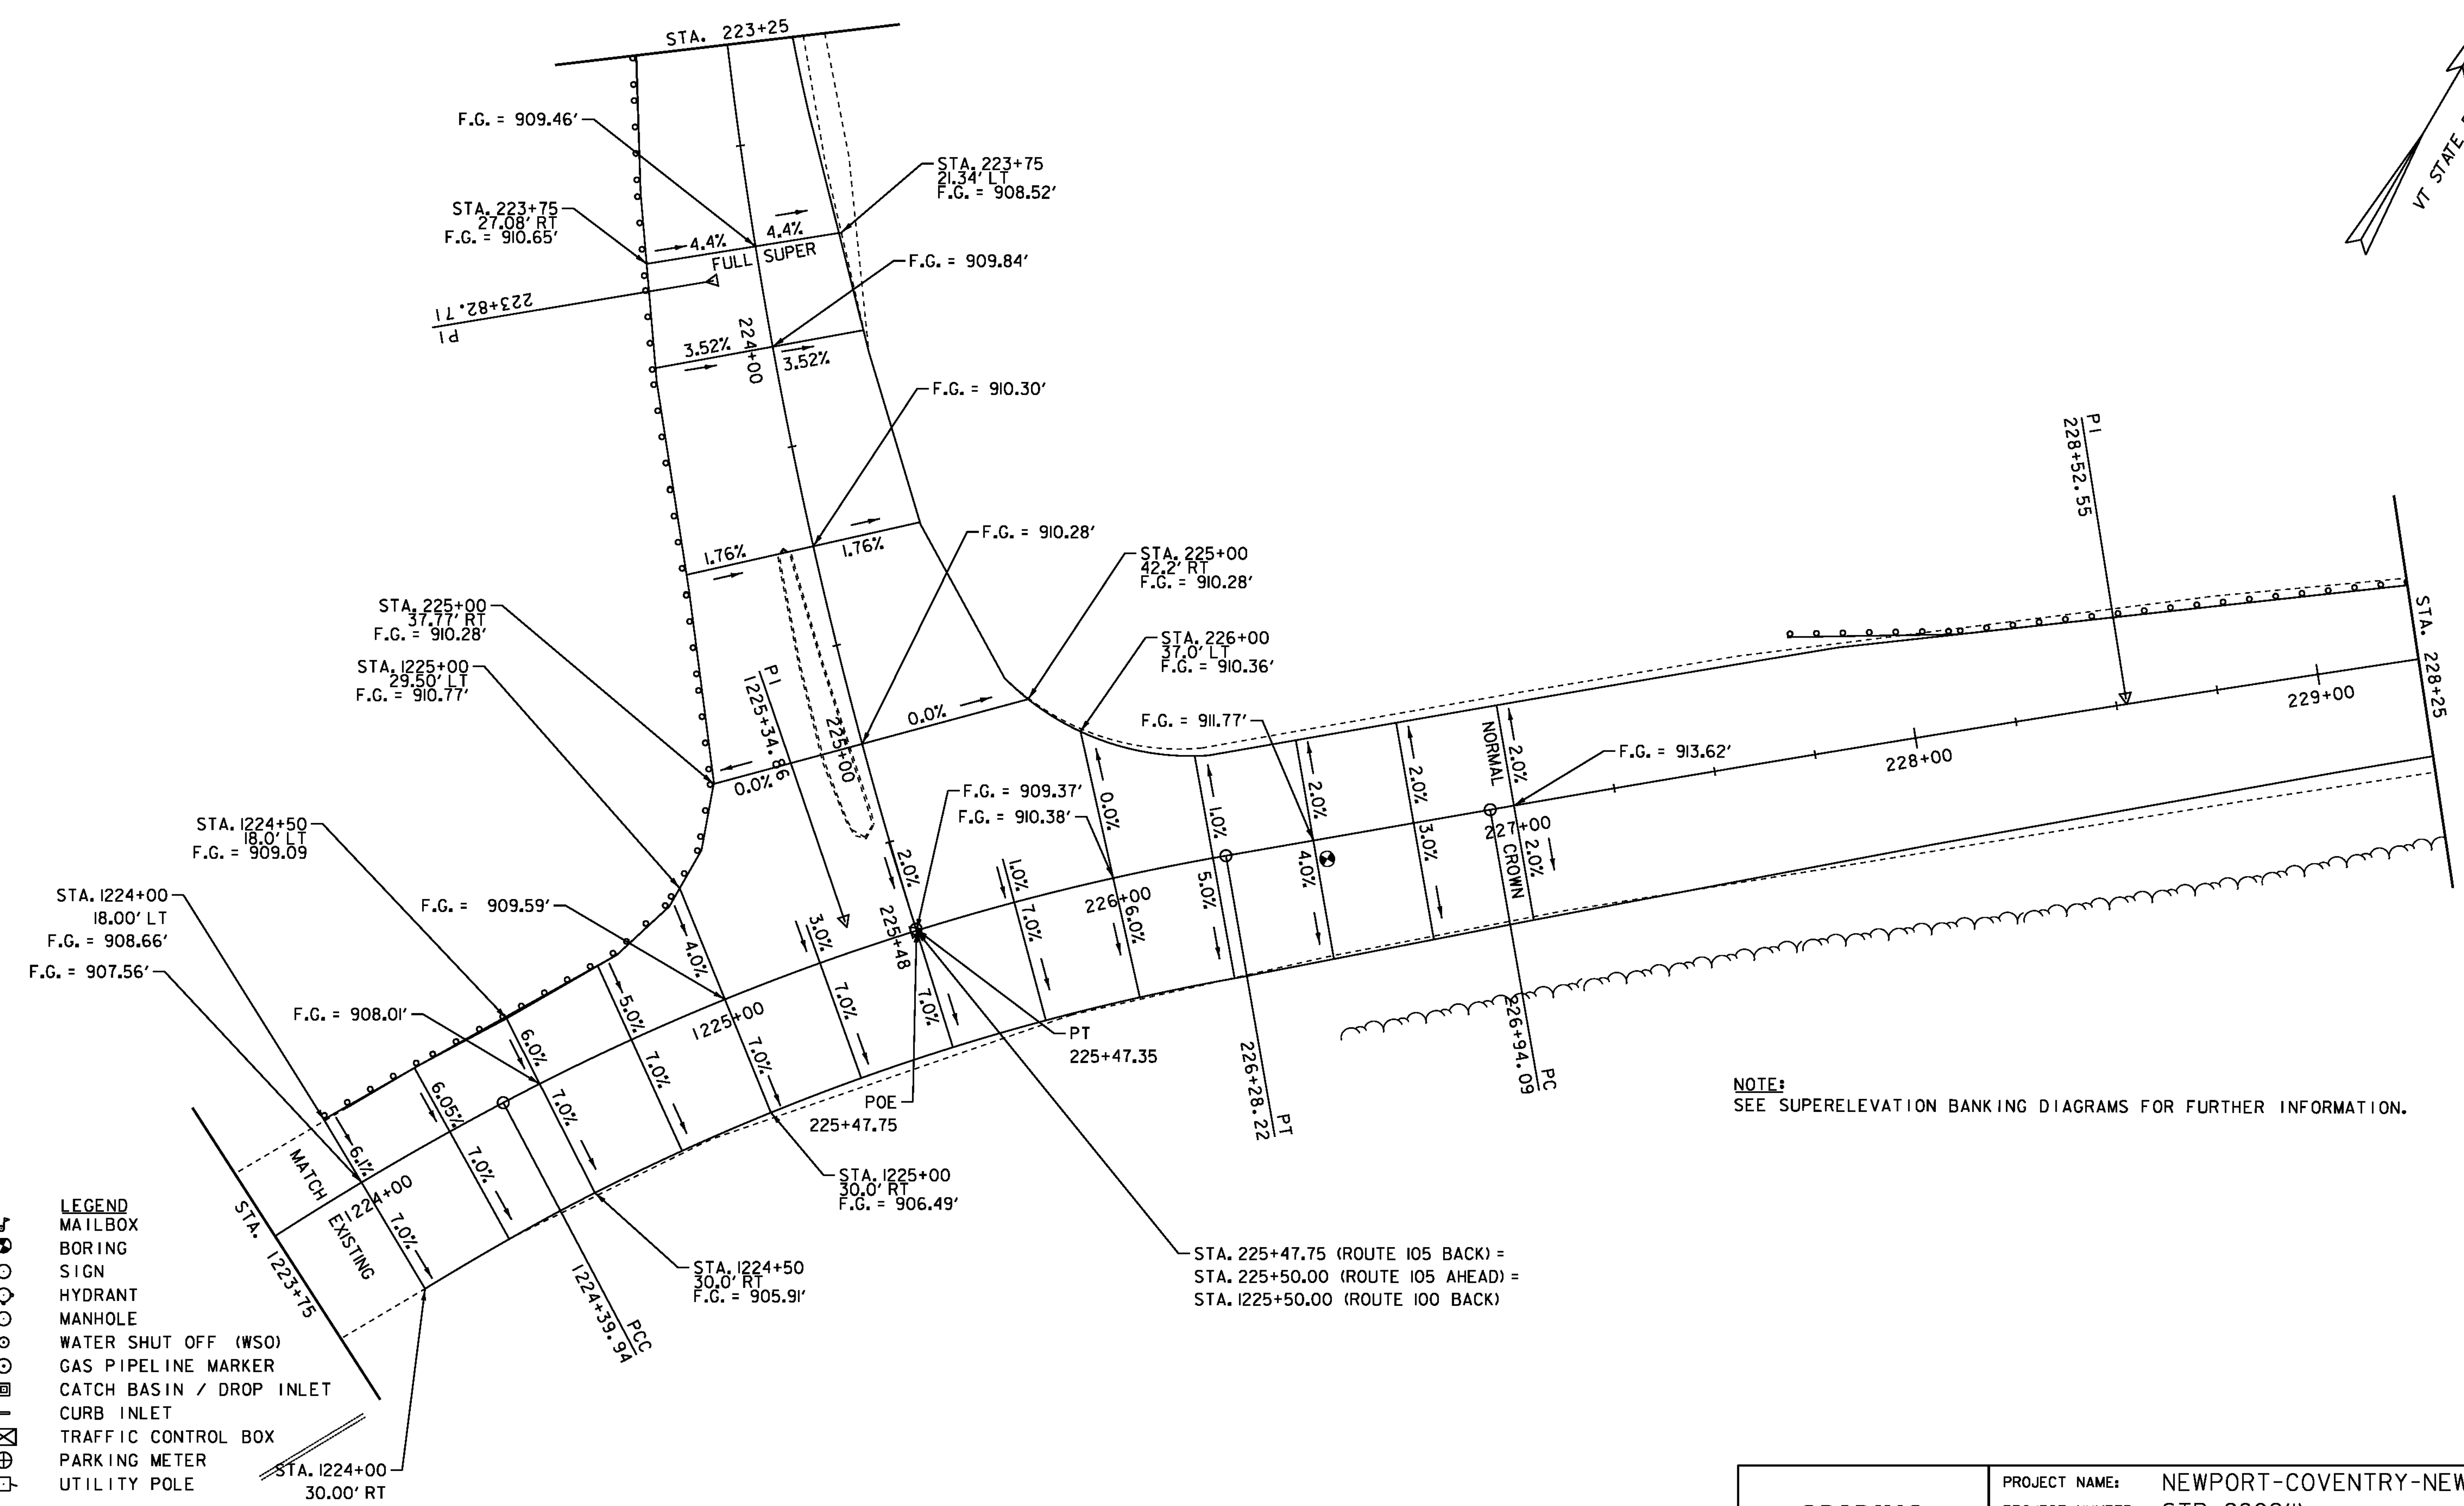 STA. 223+25
F.G. = 909.46'
STA. 223+75
21.34' LT
F.G. = 908.52'
VT STATE
STA. 223+75
27.08' RT
F.G. = 910.65'
4.4%
4.4%
FULL SUPER
F.G. = 909.84'
223+82.71
PI
224+00
3.52%
3.52%
F.G. = 910.30'
PI
228+52.55
1.76%
1.76%
F.G. = 910.28'
STA. 225+00
42.2' RT
F.G. = 910.28'
STA. 225+00
37.77' RT
F.G. = 910.28'
STA. 226+00
37.0' LT
F.G. = 910.36'
STA. 1225+00
29.50' LT
F.G. = 910.77'
PI
1225+34.86
225+00
0.0%
0.0%
F.G. = 911.77'
NORMAL
CROWN
2.0%
2.0%
F.G. = 913.62'
229+00
228+00
227+00
STA. 228+25
F.G. = 909.37'
F.G. = 910.38'
0.0%
1.0%
2.0%
2.0%
STA. 1224+50
18.0' LT
F.G. = 909.09
2.0%
225+48
1.0%
7.0%
226+00
6.0%
5.0%
4.0%
3.0%
STA. 1224+00
18.00' LT
F.G. = 908.66'
F.G. = 907.56'
F.G. = 909.59'
4.0%
3.0%
7.0%
7.0%
F.G. = 908.01'
5.0%
1225+00
7.0%
7.0%
6.0%
7.0%
PT
225+47.35
226+28.22
PT
226+94.09
PC
POE
225+47.75
NOTE:
SEE SUPERELEVATION BANKING DIAGRAMS FOR FURTHER INFORMATION.
6.05%
7.0%
6.1%
7.0%
MATCH
EXISTING
1224+00
STA. 1223+75
STA. 1225+00
30.0' RT
F.G. = 906.49'
STA. 1224+50
30.0' RT
F.G. = 905.91'
1224+39.94
PCC
STA. 225+47.75 (ROUTE 105 BACK) =
STA. 225+50.00 (ROUTE 105 AHEAD) =
STA. 1225+50.00 (ROUTE 100 BACK)
LEGEND
MAILBOX
BORING
SIGN
HYDRANT
MANHOLE
WATER SHUT OFF (WSO)
GAS PIPELINE MARKER
CATCH BASIN / DROP INLET
CURB INLET
TRAFFIC CONTROL BOX
PARKING METER
UTILITY POLE
STA. 1224+00
30.00' RT
PROJECT NAME: NEWPORT-COVENTRY-NEW